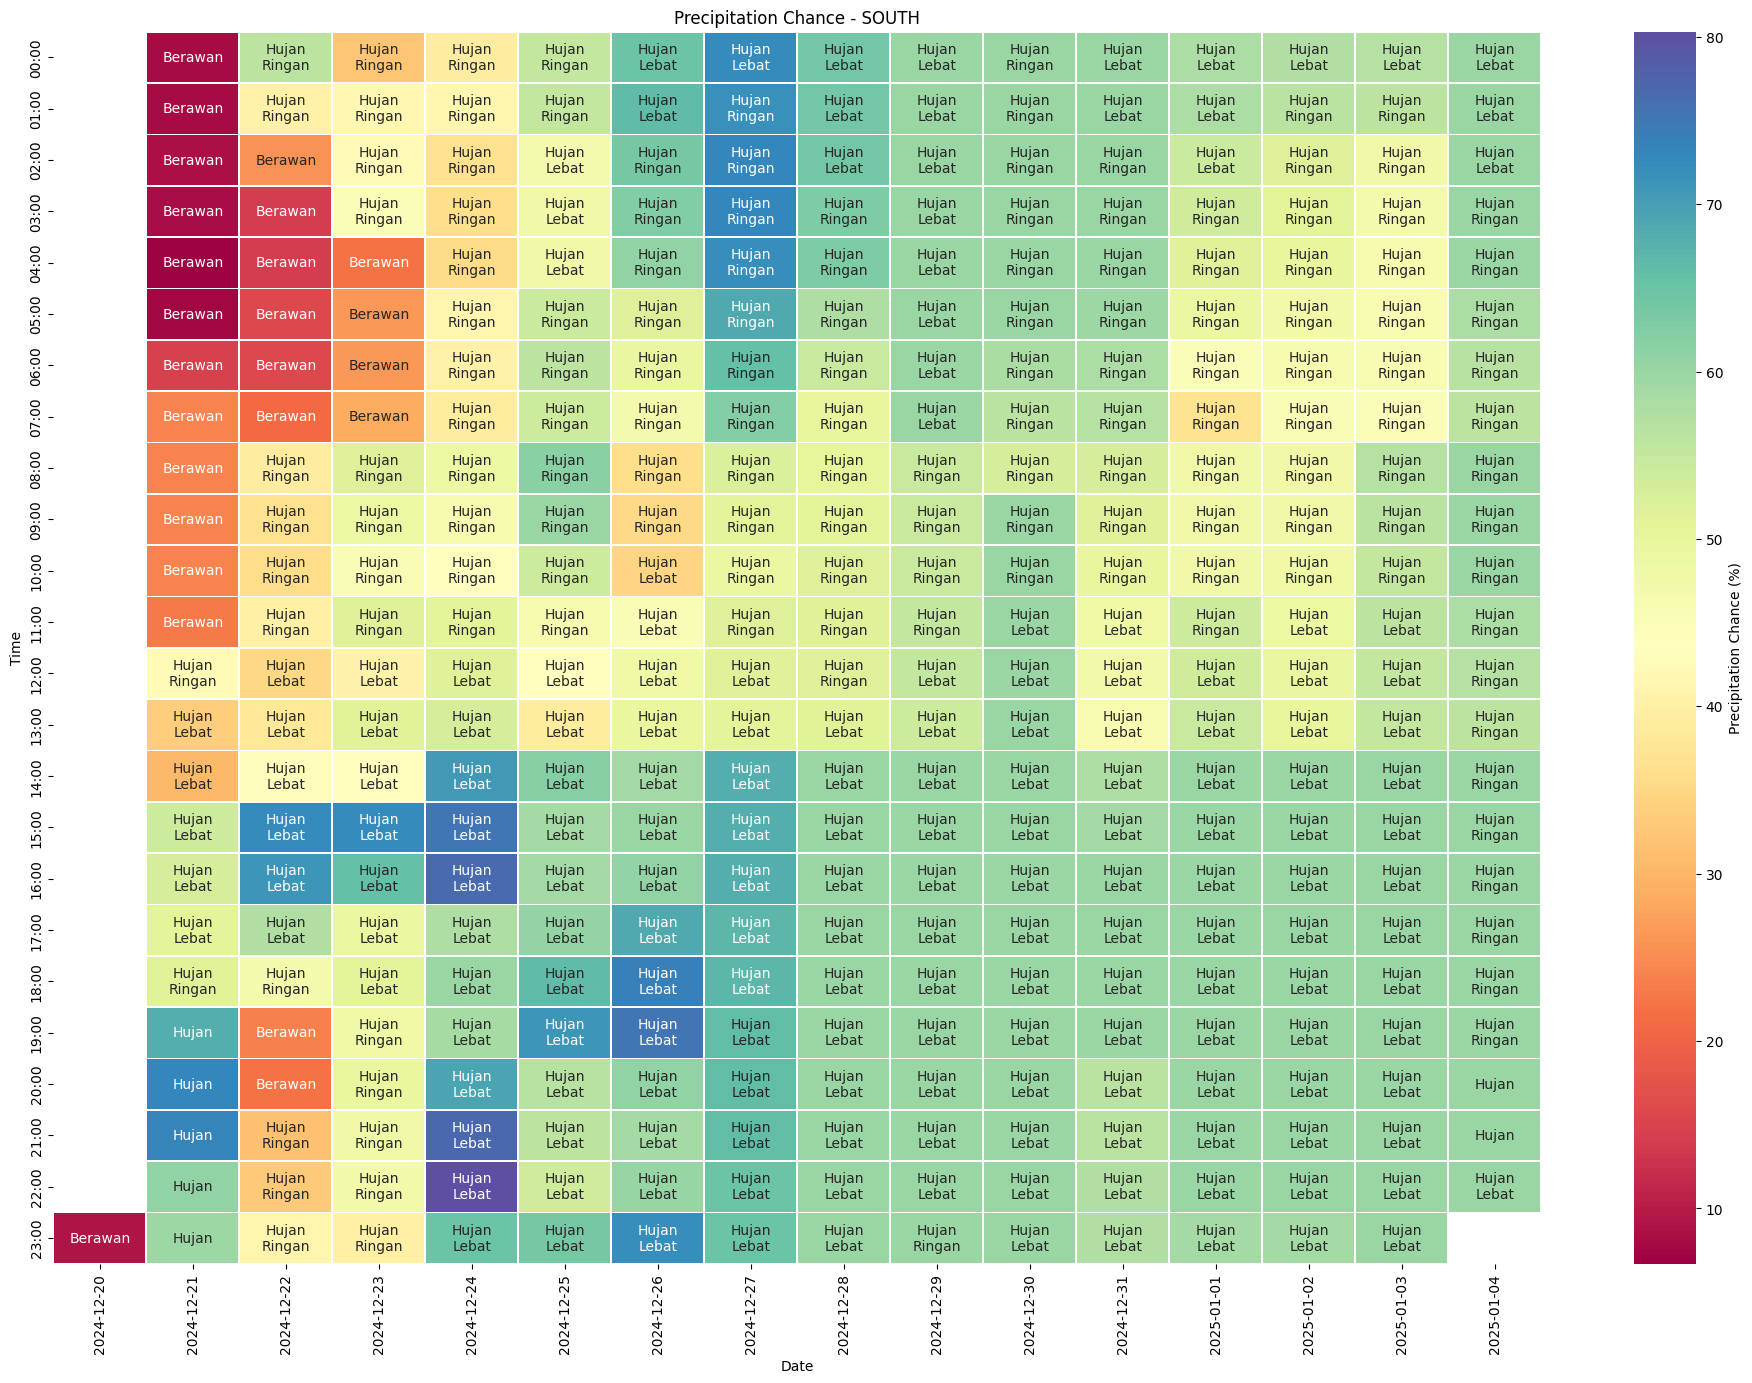 Precipitation Chance - SOUTH
00:00 Berawan Hujan Ringan Hujan Ringan Hujan Ringan Hujan Ringan Hujan Lebat Hujan Lebat Hujan Lebat Hujan Lebat Hujan Ringan Hujan Lebat Hujan Lebat Hujan Lebat Hujan Lebat Hujan Lebat
01:00 Berawan Hujan Ringan Hujan Ringan Hujan Ringan Hujan Ringan Hujan Lebat Hujan Ringan Hujan Lebat Hujan Lebat Hujan Ringan Hujan Lebat Hujan Lebat Hujan Ringan Hujan Ringan Hujan Lebat
02:00 Berawan Berawan Hujan Ringan Hujan Ringan Hujan Lebat Hujan Ringan Hujan Ringan Hujan Lebat Hujan Lebat Hujan Ringan Hujan Ringan Hujan Lebat Hujan Ringan Hujan Ringan Hujan Lebat
03:00 Berawan Berawan Hujan Ringan Hujan Ringan Hujan Lebat Hujan Ringan Hujan Ringan Hujan Ringan Hujan Lebat Hujan Ringan Hujan Ringan Hujan Ringan Hujan Ringan Hujan Ringan Hujan Ringan
04:00 Berawan Berawan Berawan Hujan Ringan Hujan Lebat Hujan Ringan Hujan Ringan Hujan Ringan Hujan Lebat Hujan Ringan Hujan Ringan Hujan Ringan Hujan Ringan Hujan Ringan Hujan Ringan
05:00 Berawan Berawan Berawan Hujan Ringan Hujan Ringan Hujan Ringan Hujan Ringan Hujan Ringan Hujan Lebat Hujan Ringan Hujan Ringan Hujan Ringan Hujan Ringan Hujan Ringan Hujan Ringan
06:00 Berawan Berawan Berawan Hujan Ringan Hujan Ringan Hujan Ringan Hujan Ringan Hujan Ringan Hujan Lebat Hujan Ringan Hujan Ringan Hujan Ringan Hujan Ringan Hujan Ringan Hujan Ringan
07:00 Berawan Berawan Berawan Hujan Ringan Hujan Ringan Hujan Ringan Hujan Ringan Hujan Ringan Hujan Lebat Hujan Ringan Hujan Ringan Hujan Ringan Hujan Ringan Hujan Ringan Hujan Ringan
08:00 Berawan Hujan Ringan Hujan Ringan Hujan Ringan Hujan Ringan Hujan Ringan Hujan Ringan Hujan Ringan Hujan Ringan Hujan Ringan Hujan Ringan Hujan Ringan Hujan Ringan Hujan Ringan Hujan Ringan
09:00 Berawan Hujan Ringan Hujan Ringan Hujan Ringan Hujan Ringan Hujan Ringan Hujan Ringan Hujan Ringan Hujan Ringan Hujan Ringan Hujan Ringan Hujan Ringan Hujan Ringan Hujan Ringan Hujan Ringan
10:00 Berawan Hujan Ringan Hujan Ringan Hujan Ringan Hujan Ringan Hujan Lebat Hujan Ringan Hujan Ringan Hujan Ringan Hujan Ringan Hujan Ringan Hujan Ringan Hujan Ringan Hujan Ringan Hujan Ringan
11:00 Berawan Hujan Ringan Hujan Ringan Hujan Ringan Hujan Ringan Hujan Lebat Hujan Ringan Hujan Ringan Hujan Ringan Hujan Lebat Hujan Lebat Hujan Ringan Hujan Lebat Hujan Lebat Hujan Ringan
12:00 Hujan Ringan Hujan Lebat Hujan Lebat Hujan Lebat Hujan Lebat Hujan Lebat Hujan Lebat Hujan Ringan Hujan Lebat Hujan Lebat Hujan Lebat Hujan Lebat Hujan Lebat Hujan Lebat Hujan Ringan
13:00 Hujan Lebat Hujan Lebat Hujan Lebat Hujan Lebat Hujan Lebat Hujan Lebat Hujan Lebat Hujan Lebat Hujan Lebat Hujan Lebat Hujan Lebat Hujan Lebat Hujan Lebat Hujan Lebat Hujan Ringan
14:00 Hujan Lebat Hujan Lebat Hujan Lebat Hujan Lebat Hujan Lebat Hujan Lebat Hujan Lebat Hujan Lebat Hujan Lebat Hujan Lebat Hujan Lebat Hujan Lebat Hujan Lebat Hujan Lebat Hujan Ringan
15:00 Hujan Lebat Hujan Lebat Hujan Lebat Hujan Lebat Hujan Lebat Hujan Lebat Hujan Lebat Hujan Lebat Hujan Lebat Hujan Lebat Hujan Lebat Hujan Lebat Hujan Lebat Hujan Lebat Hujan Ringan
16:00 Hujan Lebat Hujan Lebat Hujan Lebat Hujan Lebat Hujan Lebat Hujan Lebat Hujan Lebat Hujan Lebat Hujan Lebat Hujan Lebat Hujan Lebat Hujan Lebat Hujan Lebat Hujan Lebat Hujan Ringan
17:00 Hujan Lebat Hujan Lebat Hujan Lebat Hujan Lebat Hujan Lebat Hujan Lebat Hujan Lebat Hujan Lebat Hujan Lebat Hujan Lebat Hujan Lebat Hujan Lebat Hujan Lebat Hujan Lebat Hujan Ringan
18:00 Hujan Ringan Hujan Ringan Hujan Lebat Hujan Lebat Hujan Lebat Hujan Lebat Hujan Lebat Hujan Lebat Hujan Lebat Hujan Lebat Hujan Lebat Hujan Lebat Hujan Lebat Hujan Lebat Hujan Ringan
19:00 Hujan Berawan Hujan Ringan Hujan Lebat Hujan Lebat Hujan Lebat Hujan Lebat Hujan Lebat Hujan Lebat Hujan Lebat Hujan Lebat Hujan Lebat Hujan Lebat Hujan Lebat Hujan Ringan
20:00 Hujan Berawan Hujan Ringan Hujan Lebat Hujan Lebat Hujan Lebat Hujan Lebat Hujan Lebat Hujan Lebat Hujan Lebat Hujan Lebat Hujan Lebat Hujan Lebat Hujan Lebat Hujan
21:00 Hujan Hujan Ringan Hujan Ringan Hujan Lebat Hujan Lebat Hujan Lebat Hujan Lebat Hujan Lebat Hujan Lebat Hujan Lebat Hujan Lebat Hujan Lebat Hujan Lebat Hujan Lebat Hujan
22:00 Hujan Hujan Ringan Hujan Ringan Hujan Lebat Hujan Lebat Hujan Lebat Hujan Lebat Hujan Lebat Hujan Lebat Hujan Lebat Hujan Lebat Hujan Lebat Hujan Lebat Hujan Lebat Hujan Lebat
23:00 Berawan Hujan Hujan Ringan Hujan Ringan Hujan Lebat Hujan Lebat Hujan Lebat Hujan Lebat Hujan Lebat Hujan Ringan Hujan Lebat Hujan Lebat Hujan Lebat Hujan Lebat Hujan Lebat
Time
2024-12-20 2024-12-21 2024-12-22 2024-12-23 2024-12-24 2024-12-25 2024-12-26 2024-12-27 2024-12-28 2024-12-29 2024-12-30 2024-12-31 2025-01-01 2025-01-02 2025-01-03 2025-01-04
Date
80
70
60
50
40
30
20
10
Precipitation Chance (%)